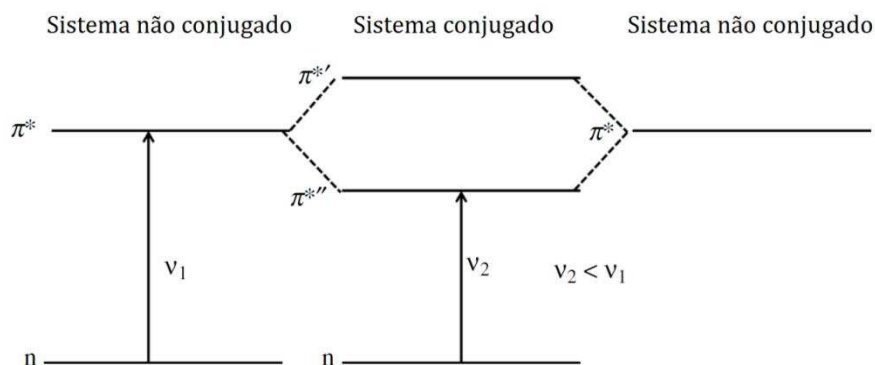 Sistema não conjugado Sistema conjugado Sistema não conjugado
π*′
π* π*
π*″
ν₁ ν₂ ν₂ < ν₁
n n